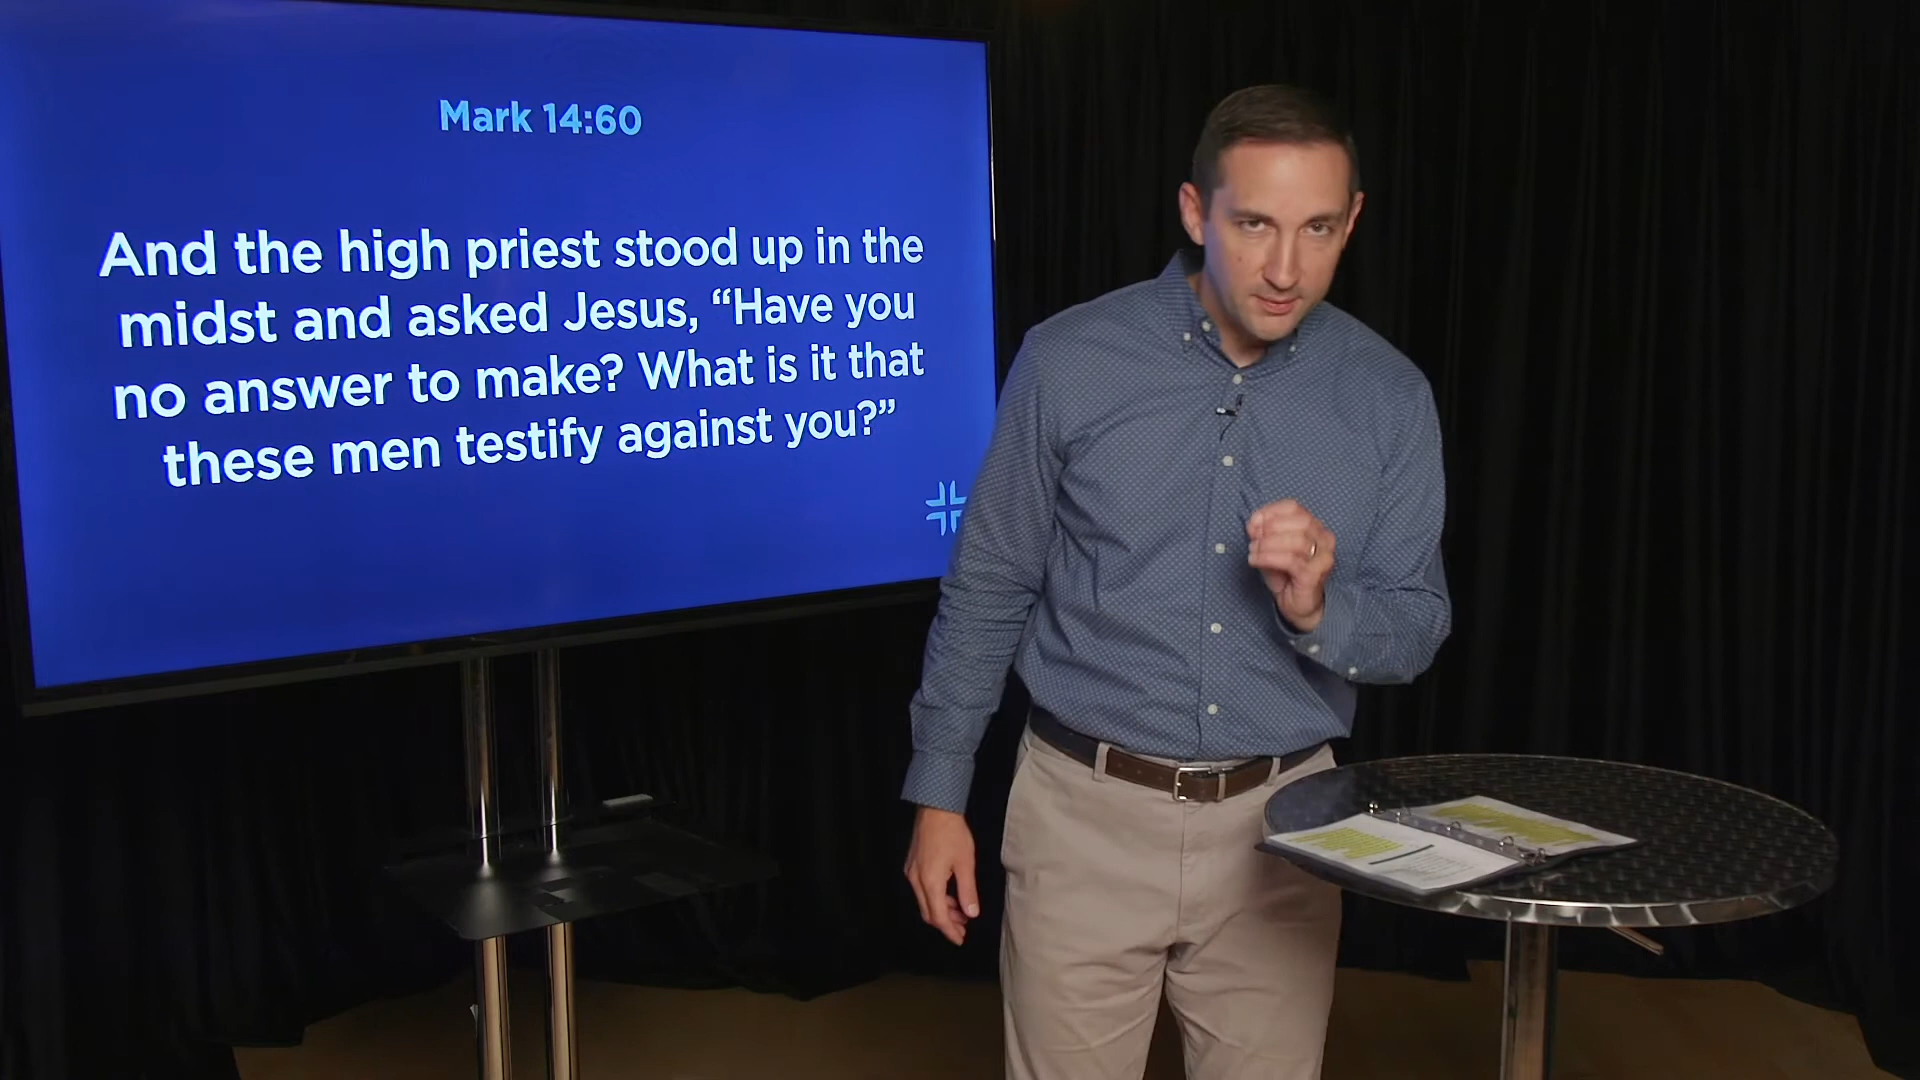 Mark 14:60
And the high priest stood up in the
midst and asked Jesus, “Have you
no answer to make? What is it that
these men testify against you?”